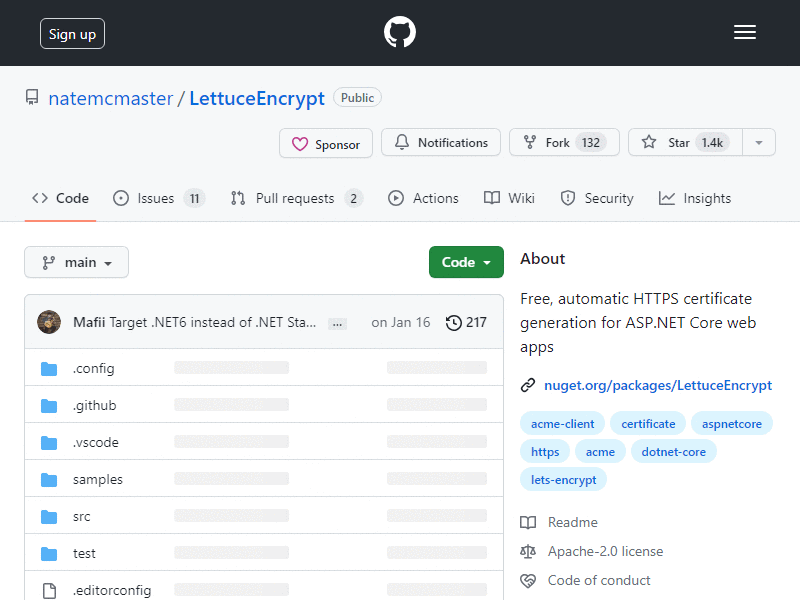 Sign up
natemcmaster / LettuceEncrypt Public
Sponsor Notifications Fork 132 Star 1.4k
Code Issues 11 Pull requests 2 Actions Wiki Security Insights
main Code
Mafii Target .NET6 instead of .NET Sta... ... on Jan 16 217
.config
.github
.vscode
samples
src
test
.editorconfig
About
Free, automatic HTTPS certificate
generation for ASP.NET Core web
apps
nuget.org/packages/LettuceEncrypt
acme-client certificate aspnetcore
https acme dotnet-core
lets-encrypt
Readme
Apache-2.0 license
Code of conduct